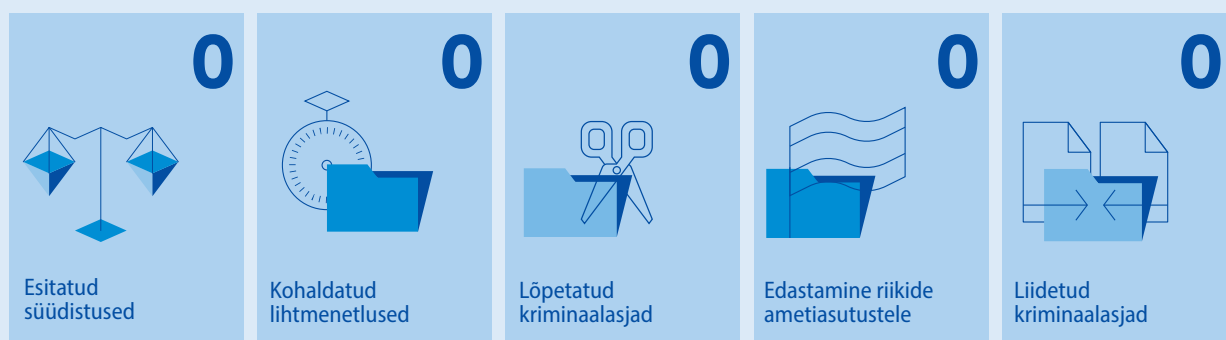 0
Esitatud
süüdistused
0
Kohaldatud
lihtmenetlused
0
Lõpetatud
kriminaalasjad
0
Edastamine riikide
ametiasutustele
0
Liidetud
kriminaalasjad